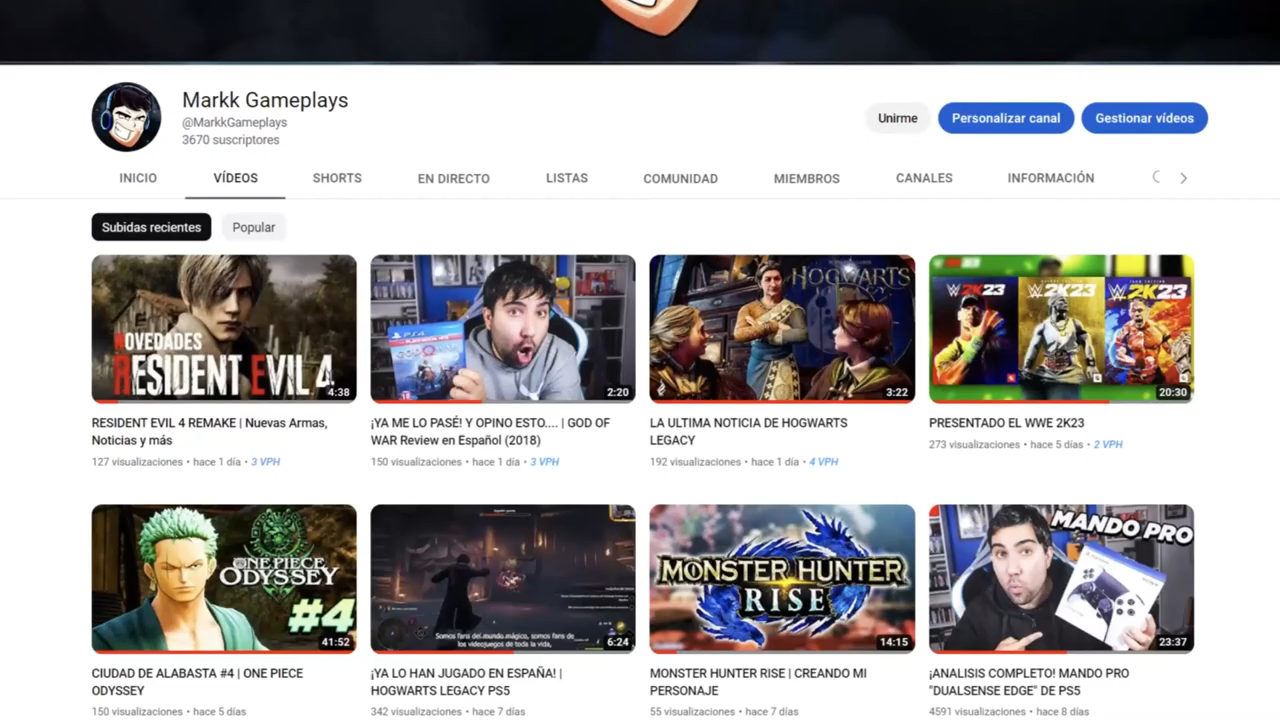 Markk Gameplays
@MarkkGameplays
3670 suscriptores
Unirme
Personalizar canal
Gestionar vídeos
INICIO
VÍDEOS
SHORTS
EN DIRECTO
LISTAS
COMUNIDAD
MIEMBROS
CANALES
INFORMACIÓN
Subidas recientes
Popular
NOVEDADES
RESIDENT EVIL 4
4:38
PS4
GOD OF WAR
2:20
HOGWARTS
3:22
2K23
2K23
2K23
20:30
RESIDENT EVIL 4 REMAKE | Nuevas Armas,
Noticias y más
127 visualizaciones • hace 1 día • 3 VPH
¡YA ME LO PASÉ! Y OPINO ESTO.... | GOD OF
WAR Review en Español (2018)
150 visualizaciones • hace 1 día • 3 VPH
LA ULTIMA NOTICIA DE HOGWARTS
LEGACY
192 visualizaciones • hace 1 día • 4 VPH
PRESENTADO EL WWE 2K23
273 visualizaciones • hace 5 días • 2 VPH
ONE PIECE
ODYSSEY
#4
41:52
Somos fans del mundo mágico, somos fans de
los videojuegos de toda la vida,
6:24
MONSTER HUNTER
RISE
14:15
MANDO PRO
23:37
CIUDAD DE ALABASTA #4 | ONE PIECE
ODYSSEY
150 visualizaciones • hace 5 días
¡YA LO HAN JUGADO EN ESPAÑA! |
HOGWARTS LEGACY PS5
342 visualizaciones • hace 7 días
MONSTER HUNTER RISE | CREANDO MI
PERSONAJE
55 visualizaciones • hace 7 días
¡ANALISIS COMPLETO! MANDO PRO
"DUALSENSE EDGE" DE PS5
4591 visualizaciones • hace 8 días